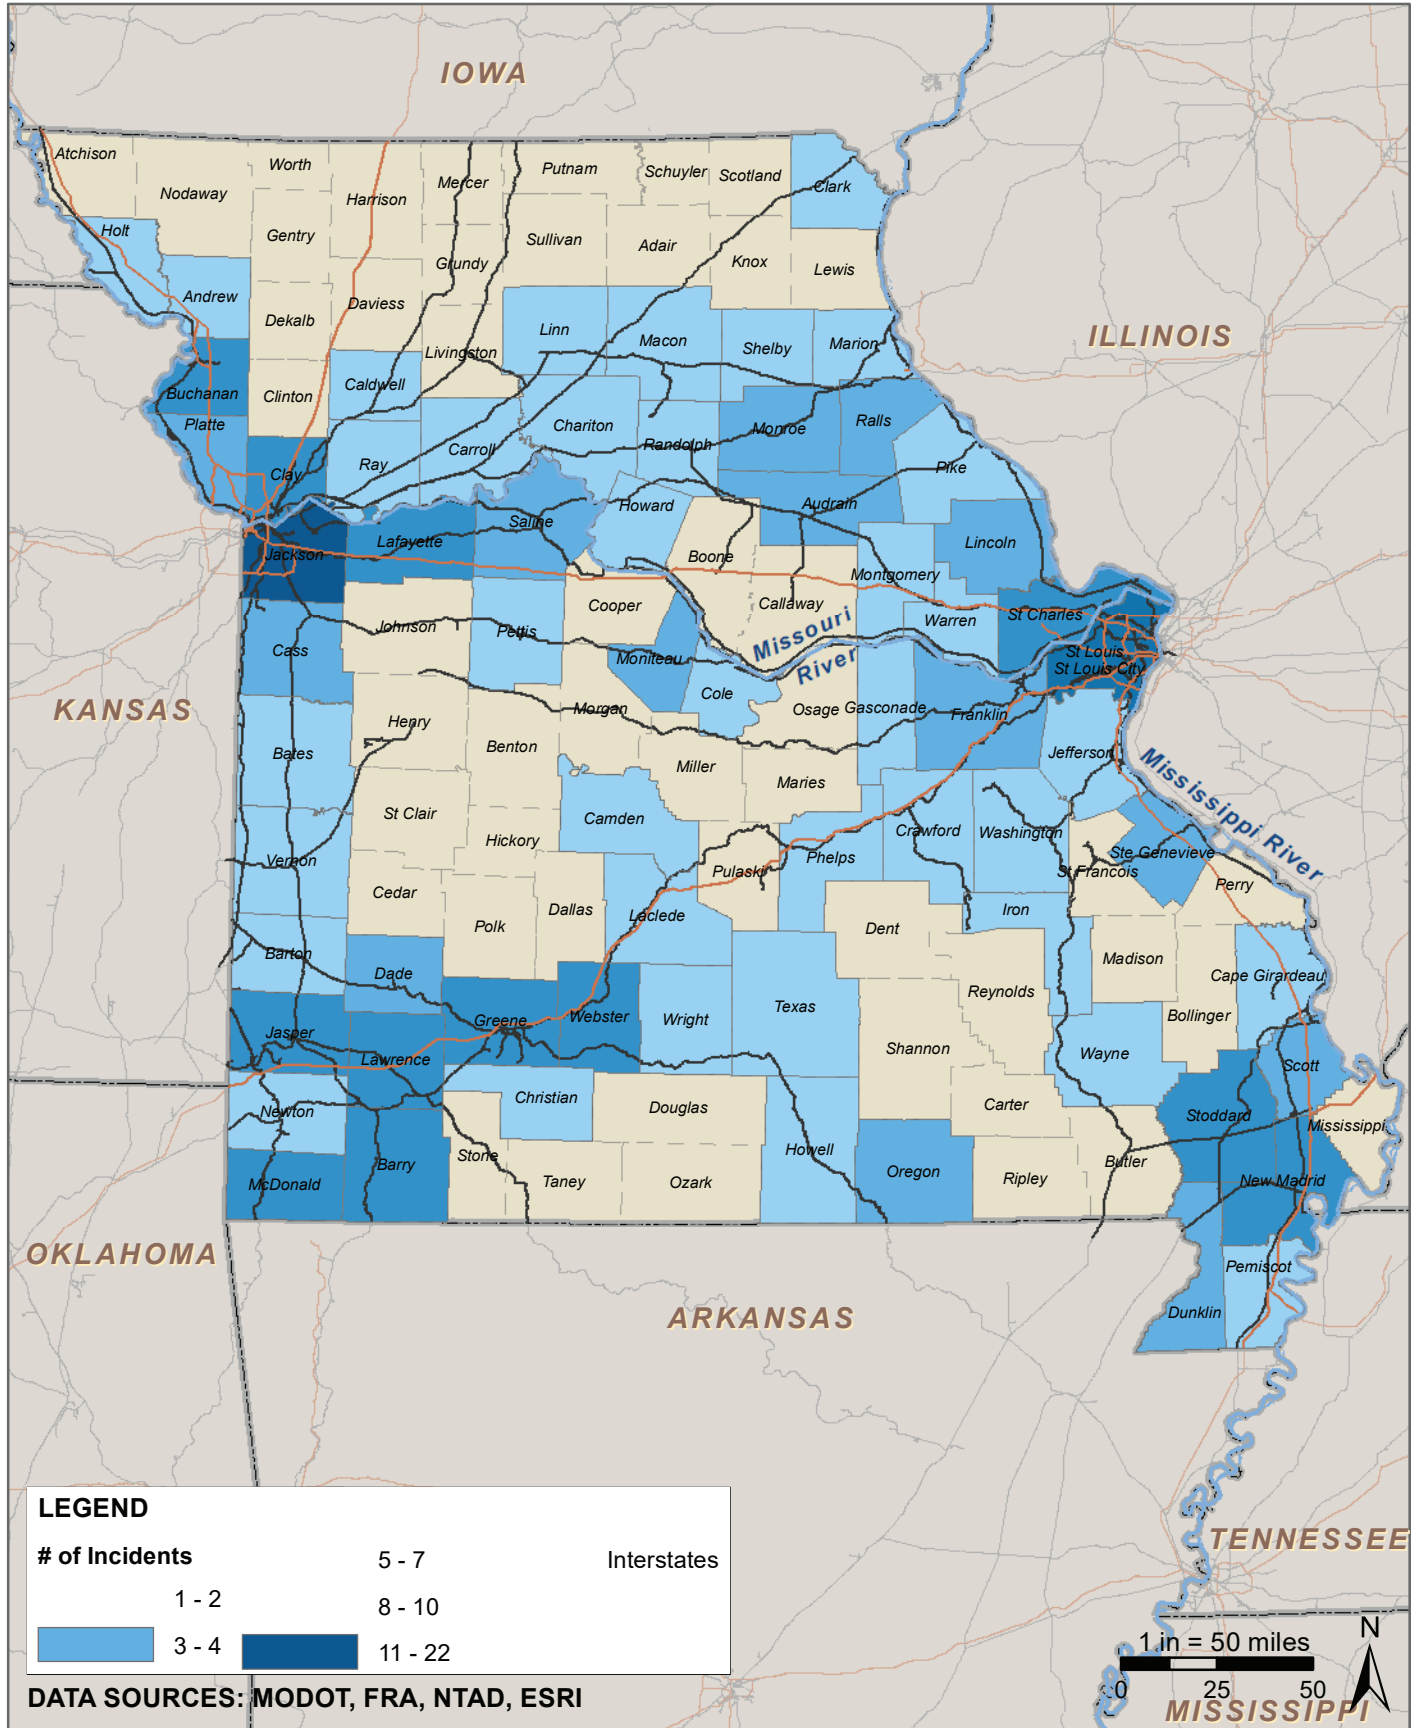 IOWA
Atchison
Nodaway
Worth
Harrison
Mercer
Putnam
Schuyler
Scotland
Clark
Holt
Gentry
Sullivan
Adair
Knox
Lewis
Grundy
Andrew
Dekalb
Daviess
Livingston
Linn
Macon
Shelby
Marion
ILLINOIS
Buchanan
Clinton
Caldwell
Platte
Chariton
Monroe
Ralls
Clay
Ray
Carroll
Randolph
Pike
Saline
Howard
Audrain
Jackson
Lafayette
Boone
Lincoln
Montgomery
Cooper
Callaway
Johnson
Pettis
Warren
St Charles
Missouri
River
Cass
Moniteau
Cole
St Louis
St Louis City
KANSAS
Henry
Morgan
Osage
Gasconade
Franklin
Bates
Benton
Miller
Maries
Jefferson
Mississippi River
St Clair
Hickory
Camden
Crawford
Washington
Vernon
Pulaski
Phelps
Ste Genevieve
St Francois
Perry
Cedar
Polk
Dallas
Laclede
Dent
Iron
Barton
Dade
Madison
Cape Girardeau
Reynolds
Jasper
Greene
Webster
Wright
Texas
Bollinger
Lawrence
Shannon
Wayne
Scott
Newton
Christian
Douglas
Carter
Stoddard
Mississippi
McDonald
Barry
Stone
Taney
Ozark
Howell
Oregon
Ripley
Butler
New Madrid
OKLAHOMA
ARKANSAS
Pemiscot
Dunklin
LEGEND
# of Incidents
1 - 2
3 - 4
5 - 7
8 - 10
11 - 22
Interstates
TENNESSEE
DATA SOURCES: MODOT, FRA, NTAD, ESRI
N
1 in = 50 miles
0 25 50
MISSISSIPPI